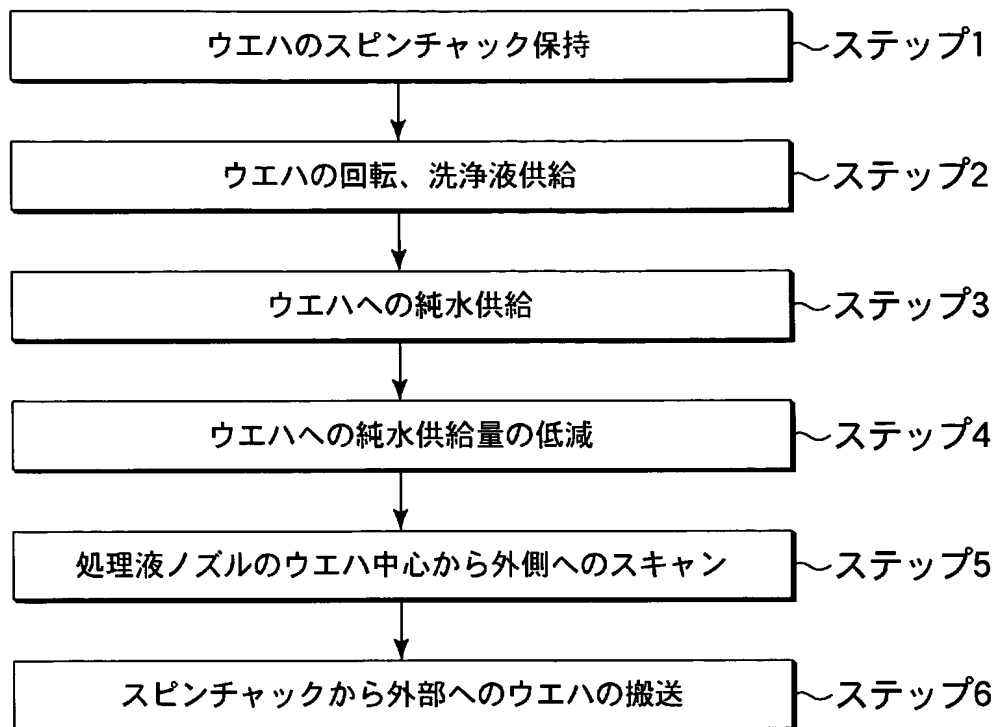 ウエハのスピンチャック保持 ステップ1
ウエハの回転、洗浄液供給 ステップ2
ウエハへの純水供給 ステップ3
ウエハへの純水供給量の低減 ステップ4
処理液ノズルのウエハ中心から外側へのスキャン ステップ5
スピンチャックから外部へのウエハの搬送 ステップ6